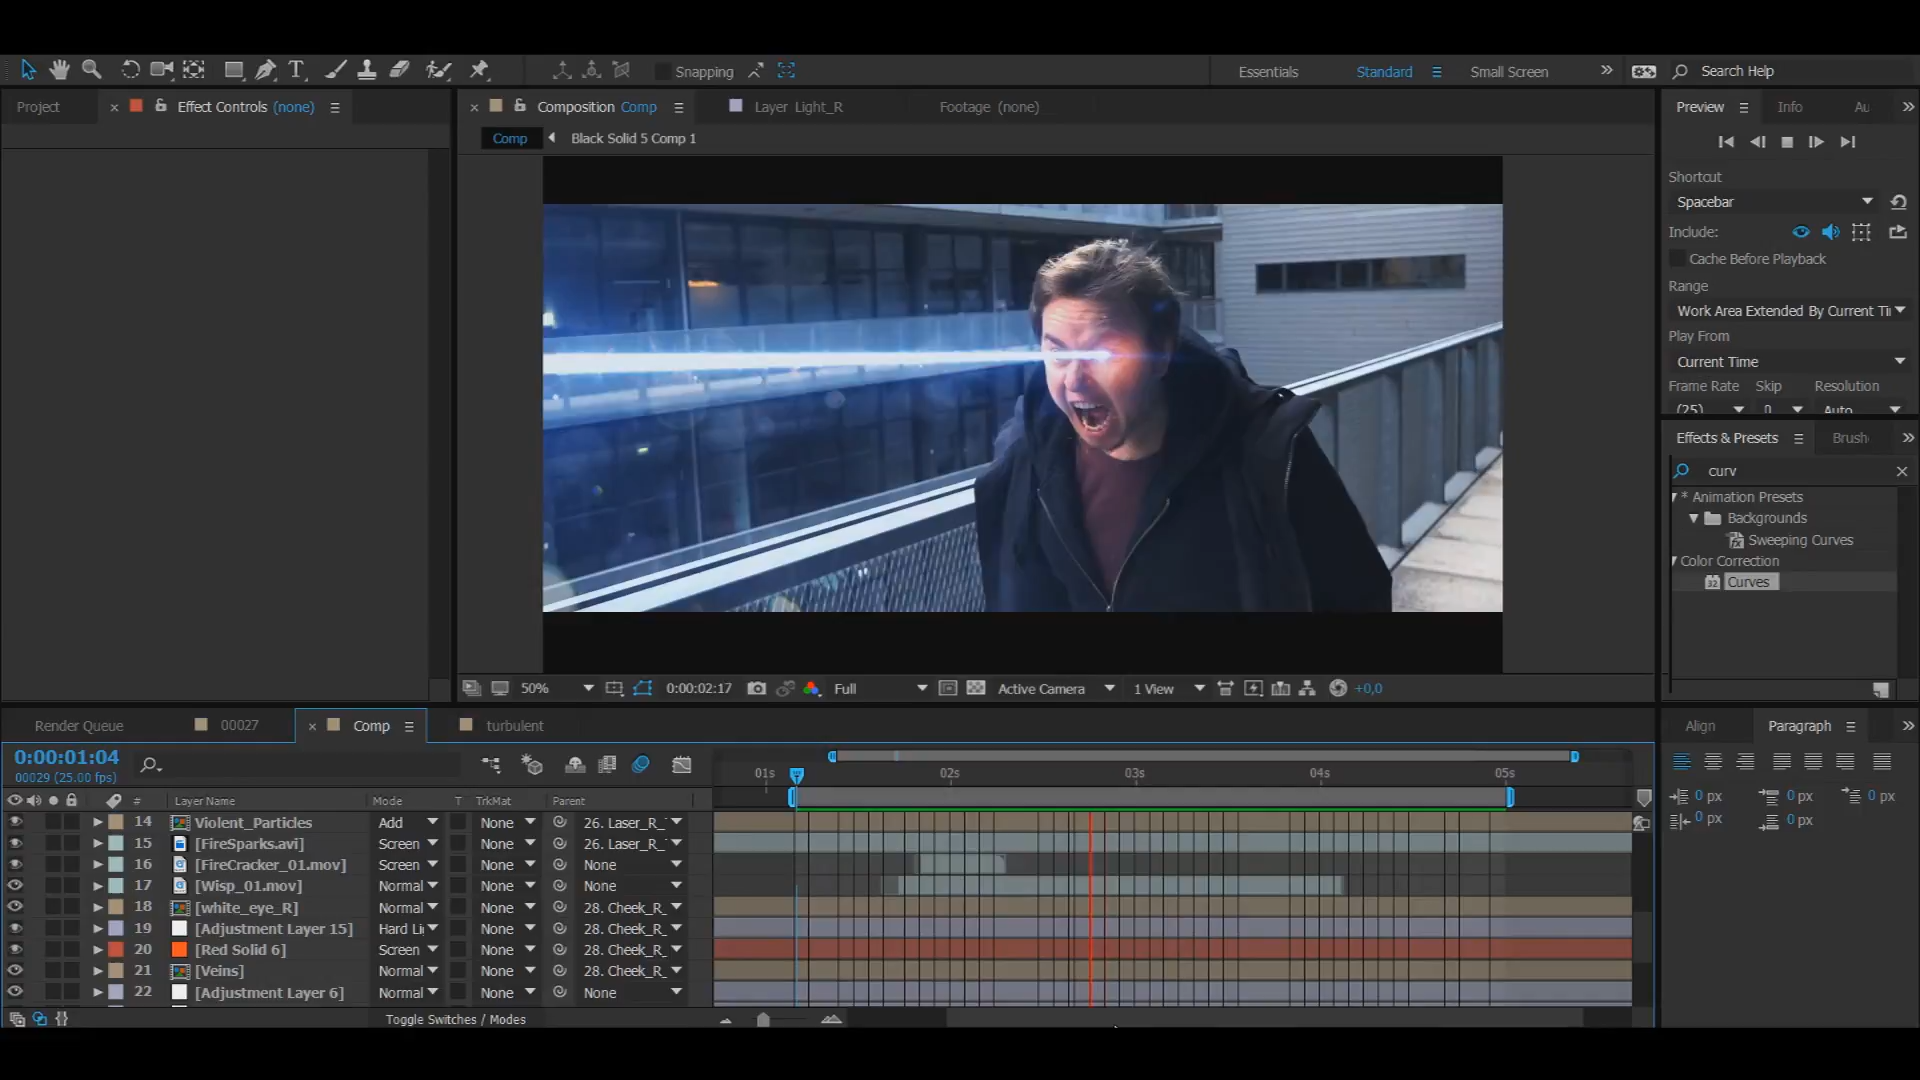 Snapping
Essentials
Standard
Small Screen
Search Help
Project
Effect Controls (none)
Composition Comp
Layer Light_R
Footage (none)
Preview
Info
Au
Comp
Black Solid 5 Comp 1
Shortcut
Spacebar
Include:
Cache Before Playback
Range
Work Area Extended By Current Ti
Play From
Current Time
Frame Rate Skip Resolution
(25) 0 Auto
Effects & Presets
Brush
curv
* Animation Presets
Backgrounds
Sweeping Curves
Color Correction
32 Curves
50%
0:00:02:17
Full
Active Camera
1 View
+0,0
Render Queue
00027
Comp
turbulent
Align
Paragraph
0:00:01:04
00029 (25.00 fps)
01s 02s 03s 04s 05s
# Layer Name Mode T TrkMat Parent
14 Violent_Particles Add None 26. Laser_R_
15 [FireSparks.avi] Screen None 26. Laser_R_
16 [FireCracker_01.mov] Screen None None
17 [Wisp_01.mov] Normal None None
18 [white_eye_R] Normal None 28. Cheek_R_
19 [Adjustment Layer 15] Hard Li None 28. Cheek_R_
20 [Red Solid 6] Screen None 28. Cheek_R_
21 [Veins] Normal None 28. Cheek_R_
22 [Adjustment Layer 6] Normal None None
Toggle Switches / Modes
0 px 0 px 0 px
0 px 0 px